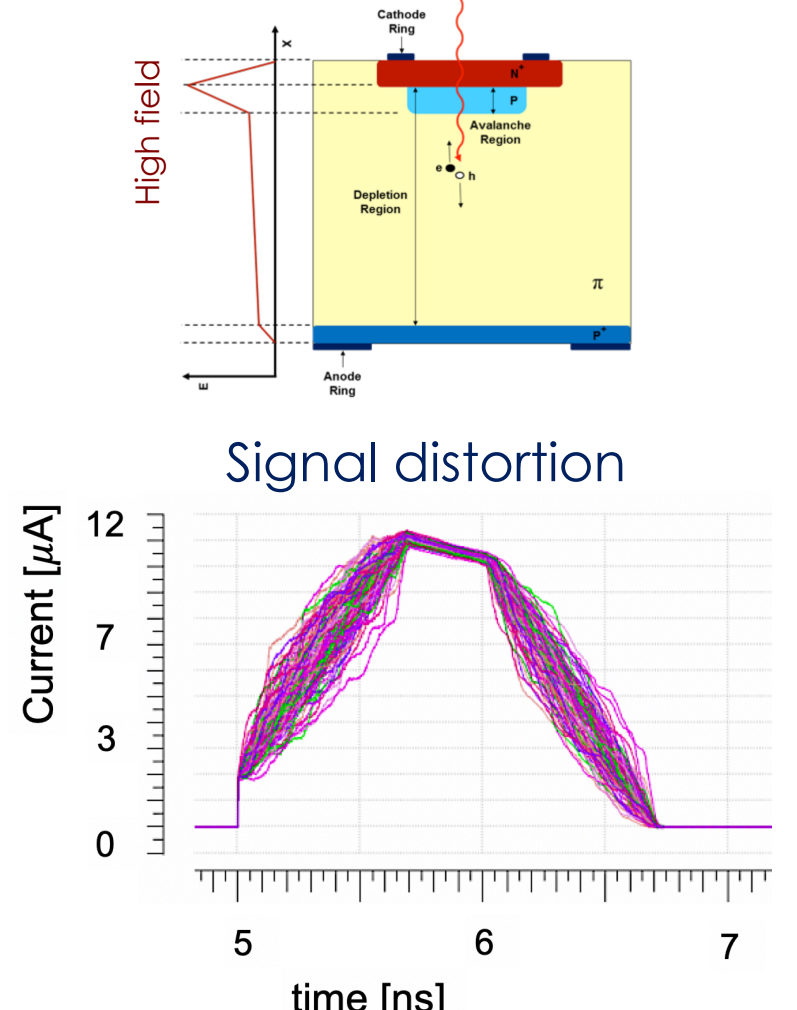 Cathode
Ring
x
High field
N+
P
Avalanche
Region
e
h
Depletion
Region
π
P+
E
Anode
Ring
Signal distortion
Current [μA]
12
7
3
0
5
6
7
time [ns]